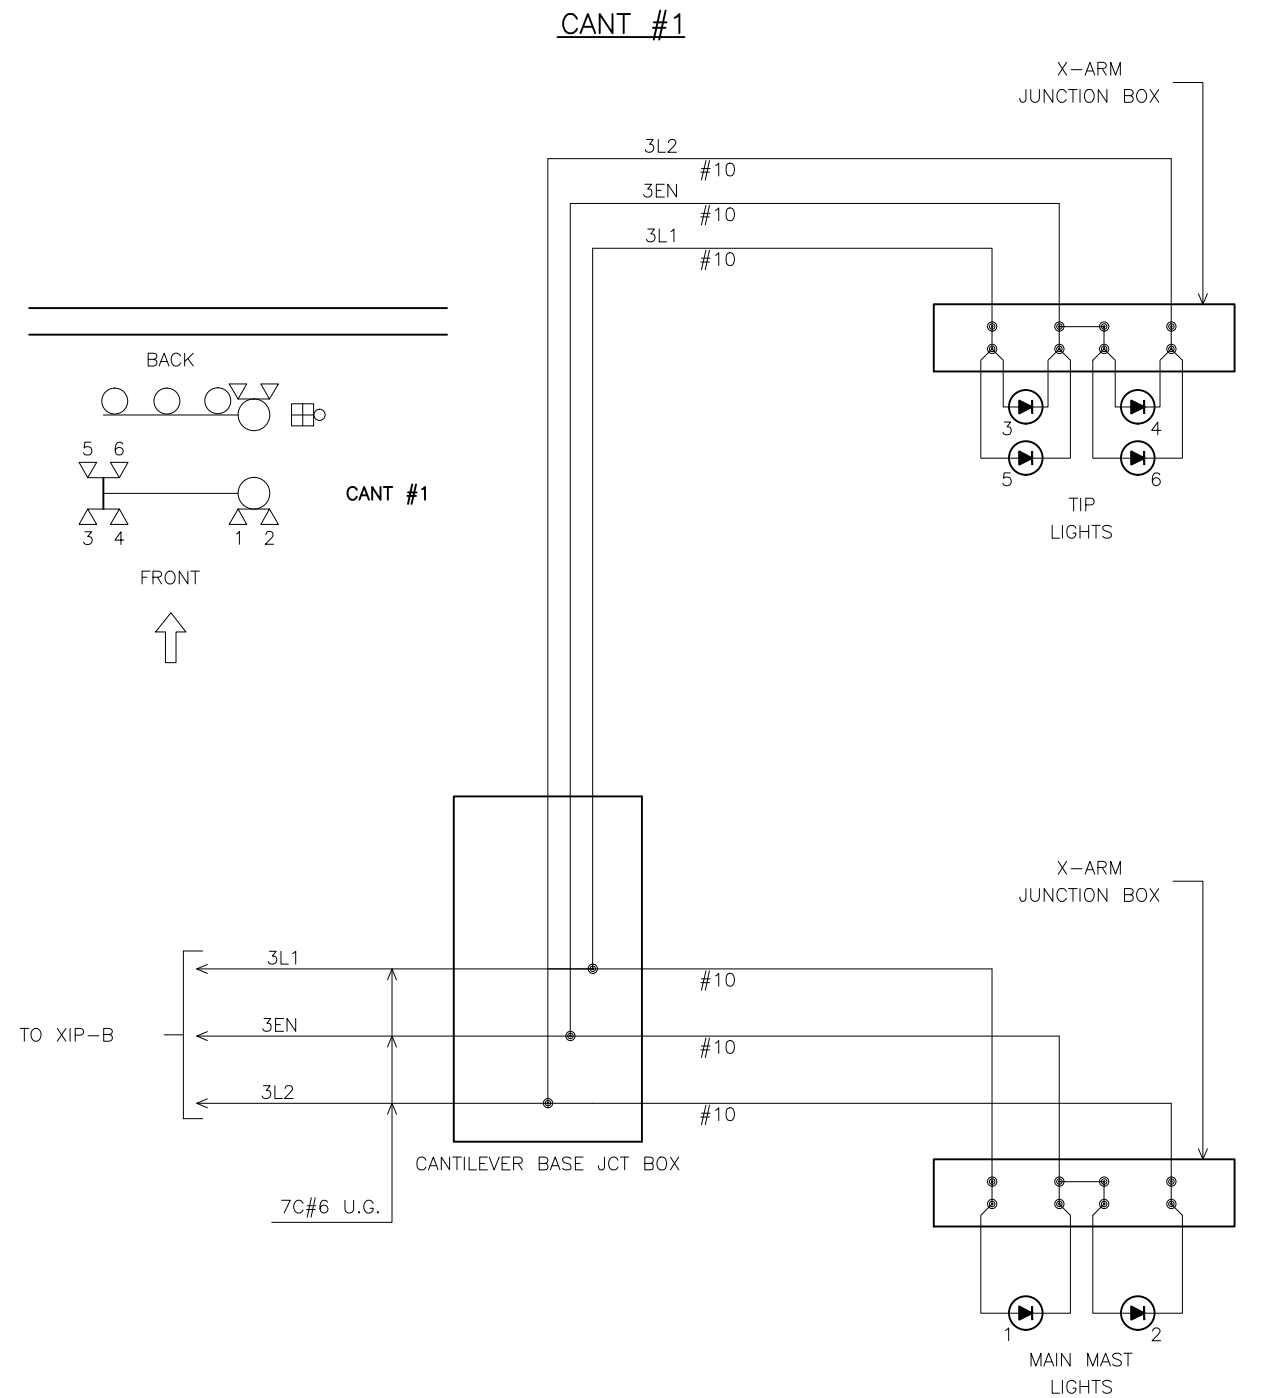 CANT #1
X-ARM
JUNCTION BOX
3L2
#10
3EN
#10
3L1
#10
BACK
5 6
3 4 1 2
CANT #1
FRONT
3 4
5 6
TIP
LIGHTS
X-ARM
JUNCTION BOX
3L1
#10
TO XIP-B
3EN
#10
3L2
#10
CANTILEVER BASE JCT BOX
7C#6 U.G.
1 2
MAIN MAST
LIGHTS